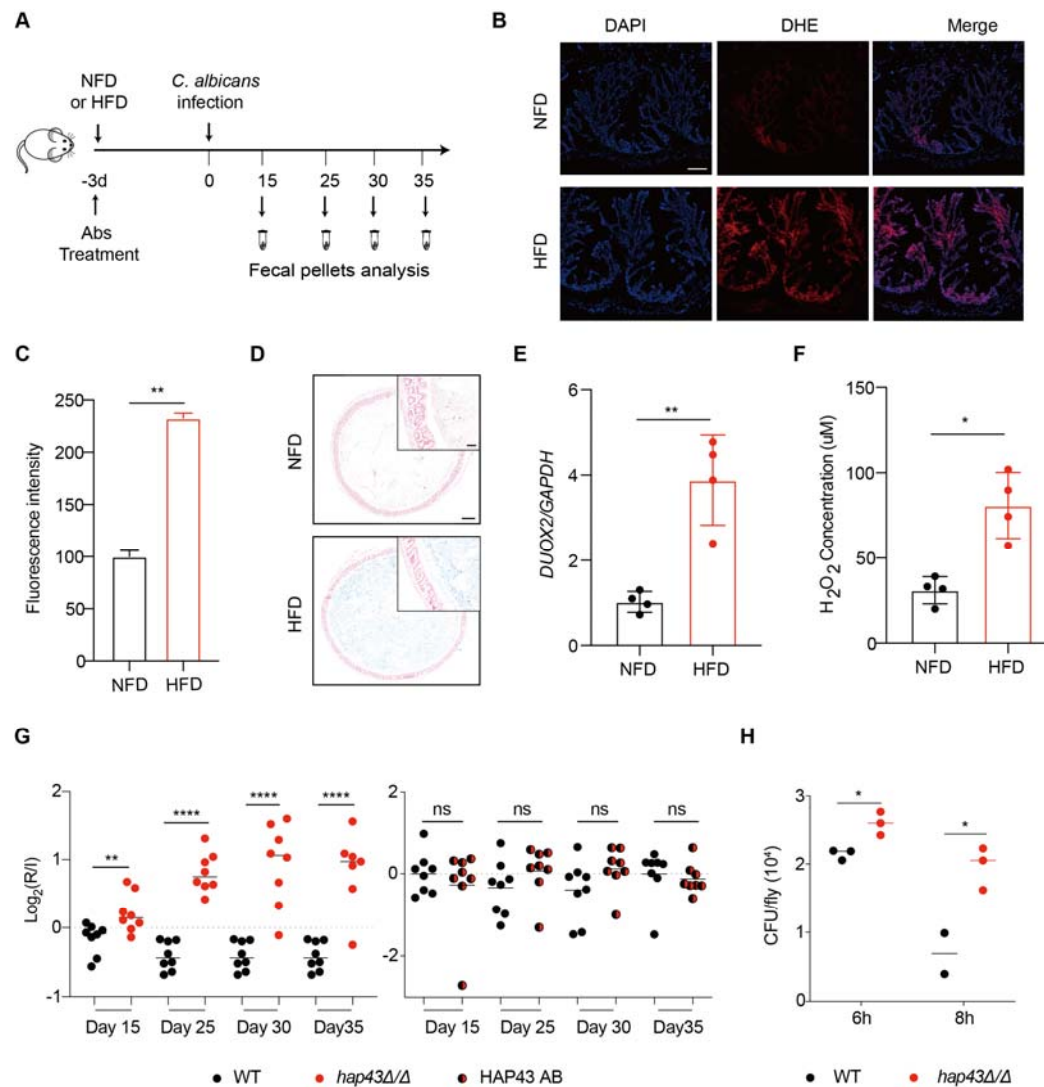 A
NFD
or HFD
C. albicans
infection
-3d
0
15
25
30
35
Abs
Treatment
Fecal pellets analysis
B
DAPI
DHE
Merge
NFD
HFD
C
**
Fluorescence intensity
250
200
150
100
50
0
NFD
HFD
D
NFD
HFD
E
**
DUOX2/GAPDH
6
4
2
0
NFD
HFD
F
*
H2O2 Concentration (uM)
150
100
50
0
NFD
HFD
G
Log2(R/I)
2
1
0
-1
**
****
****
****
Day 15
Day 25
Day 30
Day35
2
0
-2
ns
ns
ns
ns
Day 15
Day 25
Day 30
Day35
WT
hap43Δ/Δ
HAP43 AB
H
CFU/fly (10⁴)
3
2
1
0
*
*
6h
8h
WT
hap43Δ/Δ